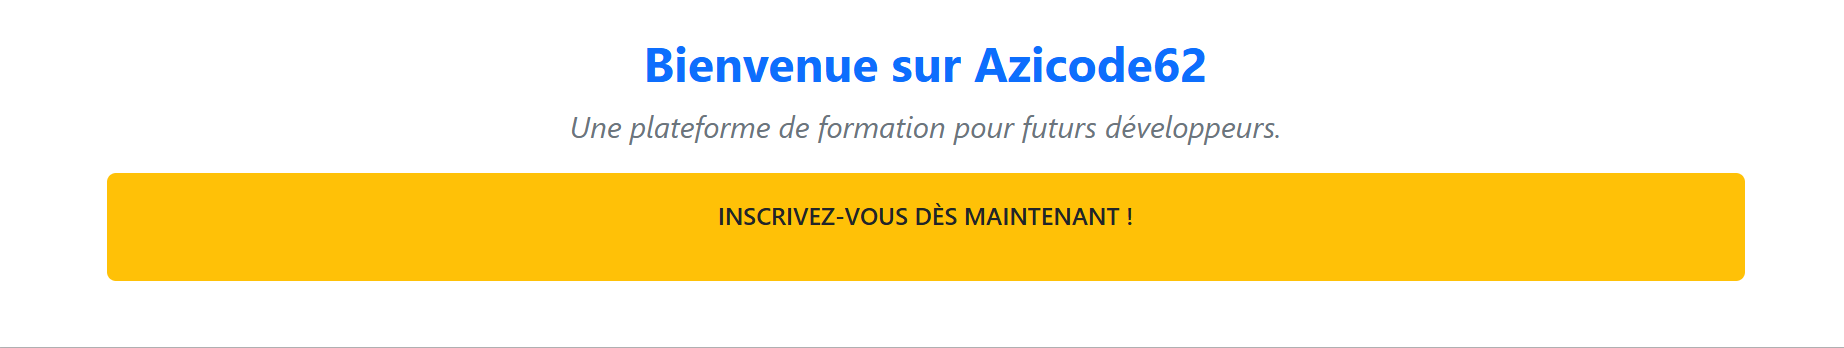 Bienvenue sur Azicode62
Une plateforme de formation pour futurs développeurs.
INSCRIVEZ-VOUS DÈS MAINTENANT !